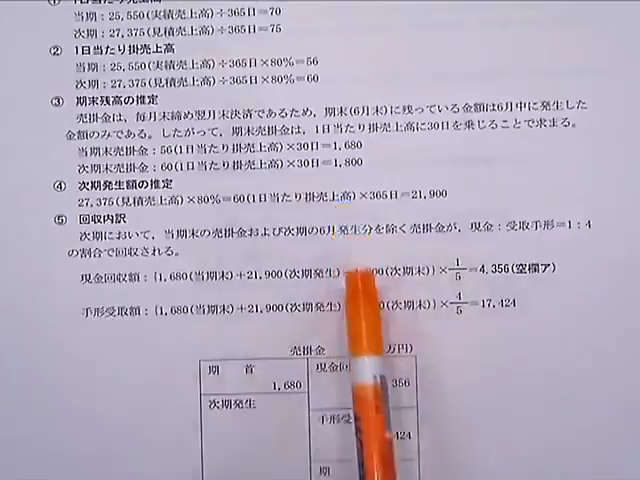 ① 1日当たり売上高
当期:25,550(実績売上高)÷365日=70
次期:27,375(見積売上高)÷365日=75
② 1日当たり掛売上高
当期:25,550(実績売上高)÷365日×80%=56
次期:27,375(見積売上高)÷365日×80%=60
③ 期末残高の推定
売掛金は、毎月末締め翌月末決済であるため、期末(6月末)に残っている金額は6月中に発生した
金額のみである。したがって、期末売掛金は、1日当たり掛売上高に30日を乗じることで求まる。
当期末売掛金:56(1日当たり掛売上高)×30日=1,680
次期末売掛金:60(1日当たり掛売上高)×30日=1,800
④ 次期発生額の推定
27,375(見積売上高)×80%=60(1日当たり掛売上高)×365日=21,900
⑤ 回収内訳
次期において、当期末の売掛金および次期の6月発生分を除く売掛金が、現金:受取手形=1:4
の割合で回収される。
現金回収額:{1,680(当期末)+21,900(次期発生) 00(次期末)}×1/5=4,356(空欄ア)
手形受取額:{1,680(当期末)+21,900(次期発生) 0(次期末)}×4/5=17,424
売掛金 万円)
期 首 1,680 現金回 356
次期発生
手形受 424
期